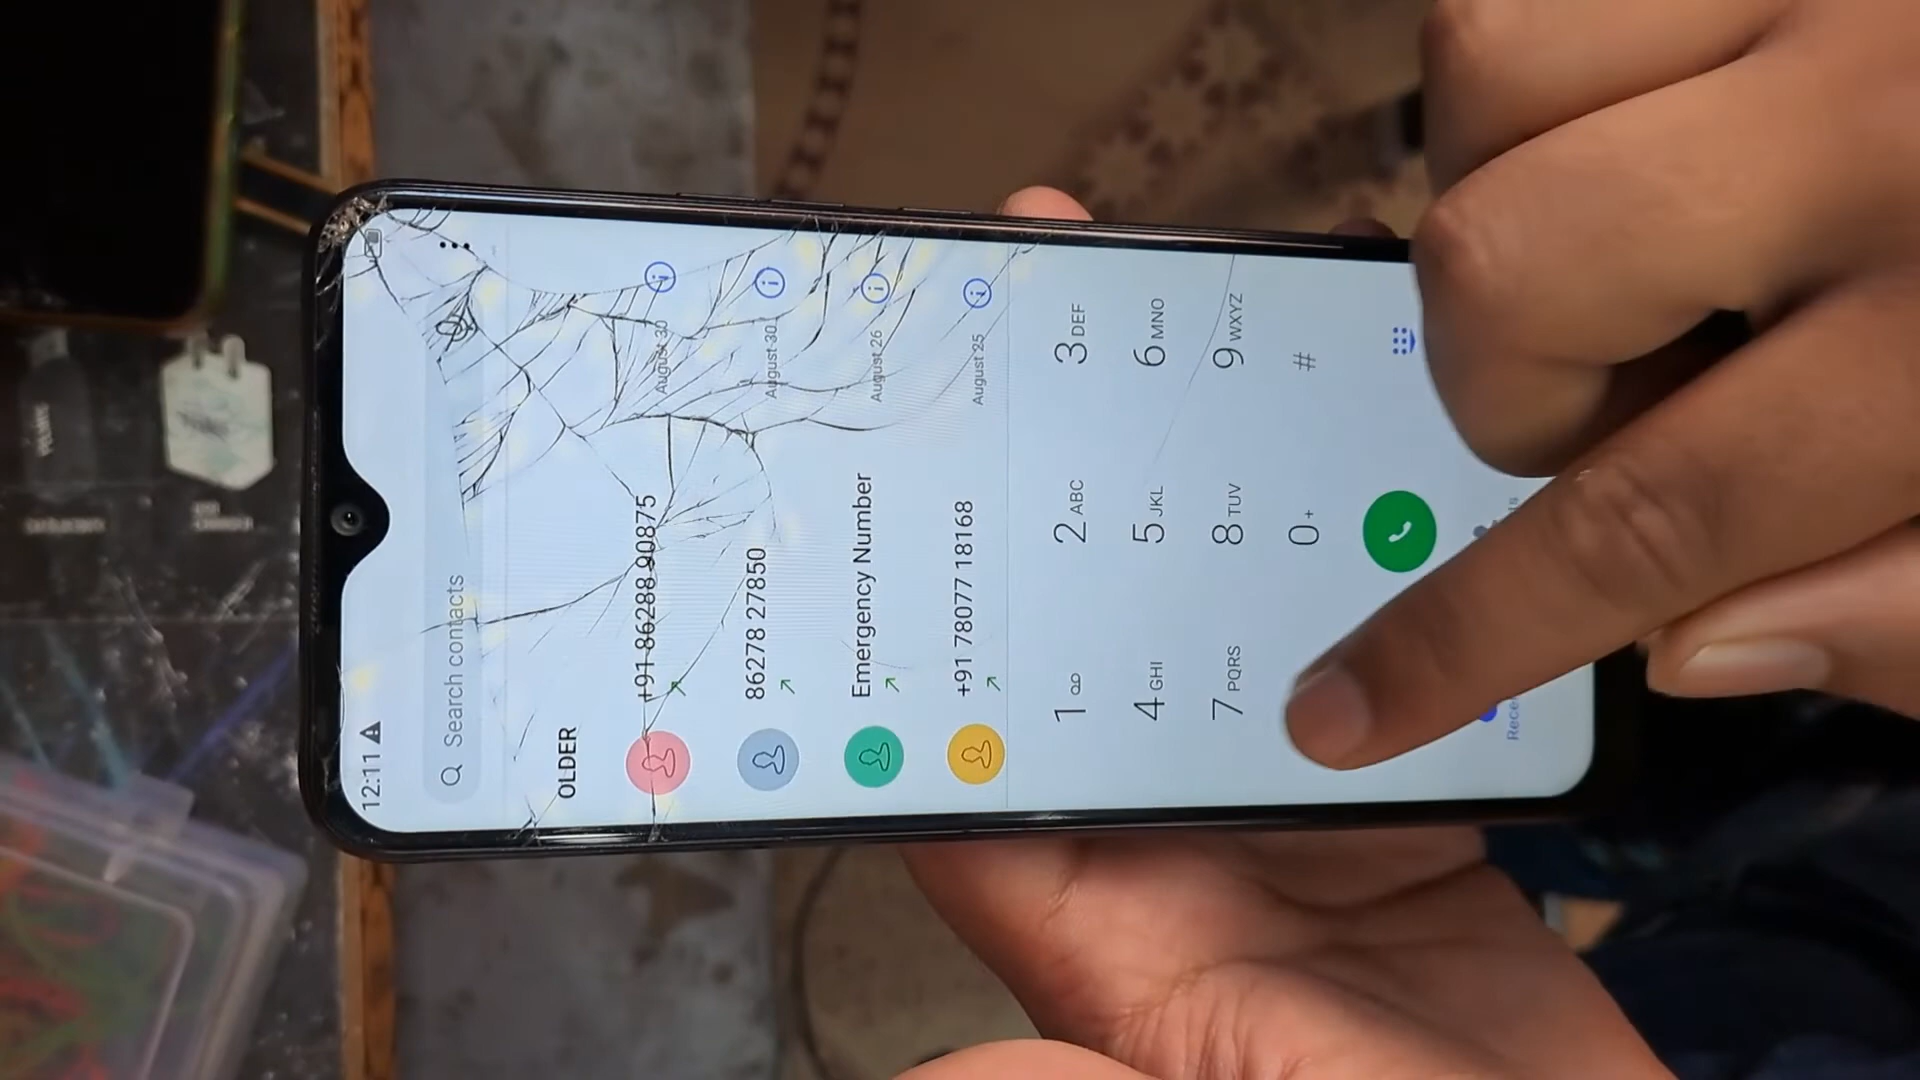 12:11
Search contacts
OLDER
+91 86288 90875
August 30
86278 27850
August 30
Emergency Number
August 26
+91 78077 18168
August 25
1
2 ABC
3 DEF
4 GHI
5 JKL
6 MNO
7 PQRS
8 TUV
9 WXYZ
0 +
#